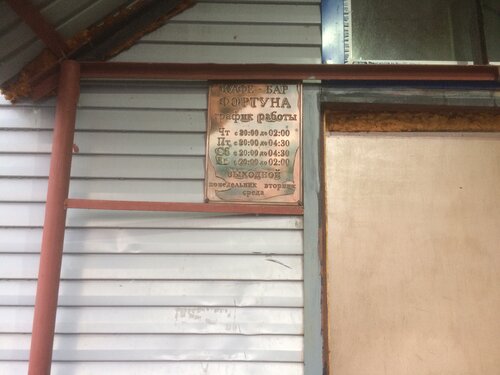 КАФЕ - БАР
ФОРТУНА
график работы
Чт с 20:00 до 02:00
Пт с 20:00 до 04:30
Сб с 20:00 до 04:30
Вс с 20:00 до 02:00
ВЫХОДНОЙ
понедельник вторник
среда